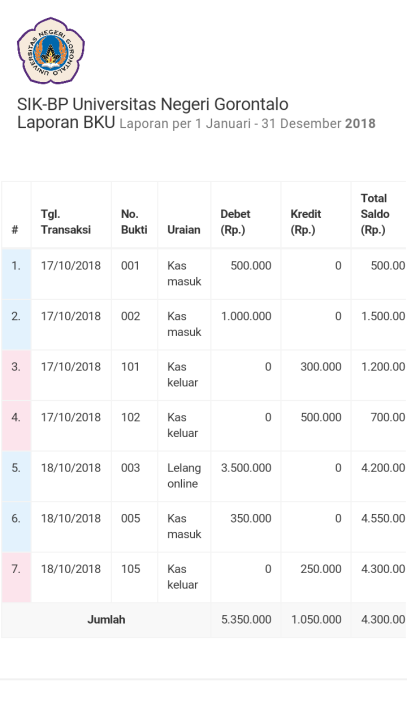 UNIVERSITAS NEGERI GORONTALO
SIK-BP Universitas Negeri Gorontalo
Laporan BKU Laporan per 1 Januari - 31 Desember 2018
# Tgl. Transaksi No. Bukti Uraian Debet (Rp.) Kredit (Rp.) Total Saldo (Rp.)
1. 17/10/2018 001 Kas masuk 500.000 0 500.00
2. 17/10/2018 002 Kas masuk 1.000.000 0 1.500.00
3. 17/10/2018 101 Kas keluar 0 300.000 1.200.00
4. 17/10/2018 102 Kas keluar 0 500.000 700.00
5. 18/10/2018 003 Lelang online 3.500.000 0 4.200.00
6. 18/10/2018 005 Kas masuk 350.000 0 4.550.00
7. 18/10/2018 105 Kas keluar 0 250.000 4.300.00
Jumlah 5.350.000 1.050.000 4.300.00